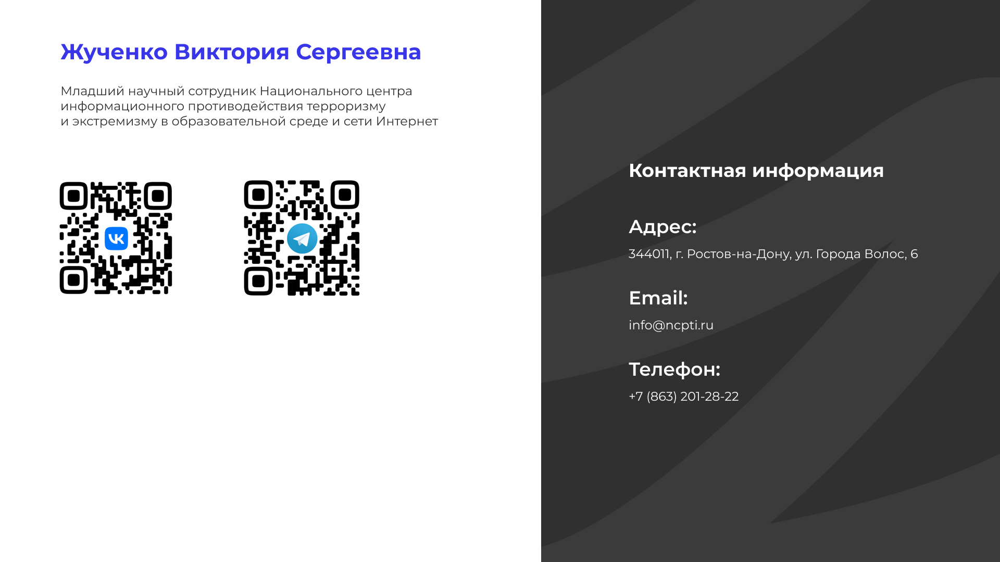 Жученко Виктория Сергеевна
Младший научный сотрудник Национального центра
информационного противодействия терроризму
и экстремизму в образовательной среде и сети Интернет
Контактная информация
Адрес:
344011, г. Ростов-на-Дону, ул. Города Волос, 6
Email:
info@ncpti.ru
Телефон:
+7 (863) 201-28-22